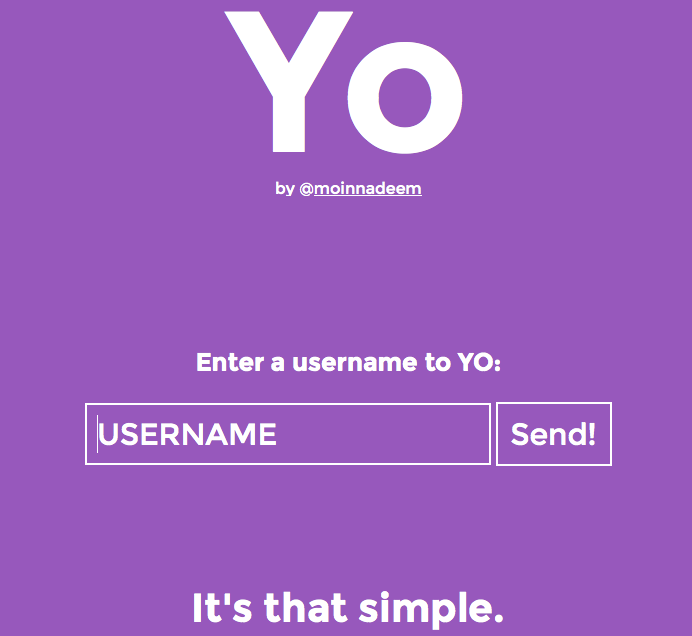 Yo
by @moinnadeem
Enter a username to YO:
USERNAME Send!
It's that simple.